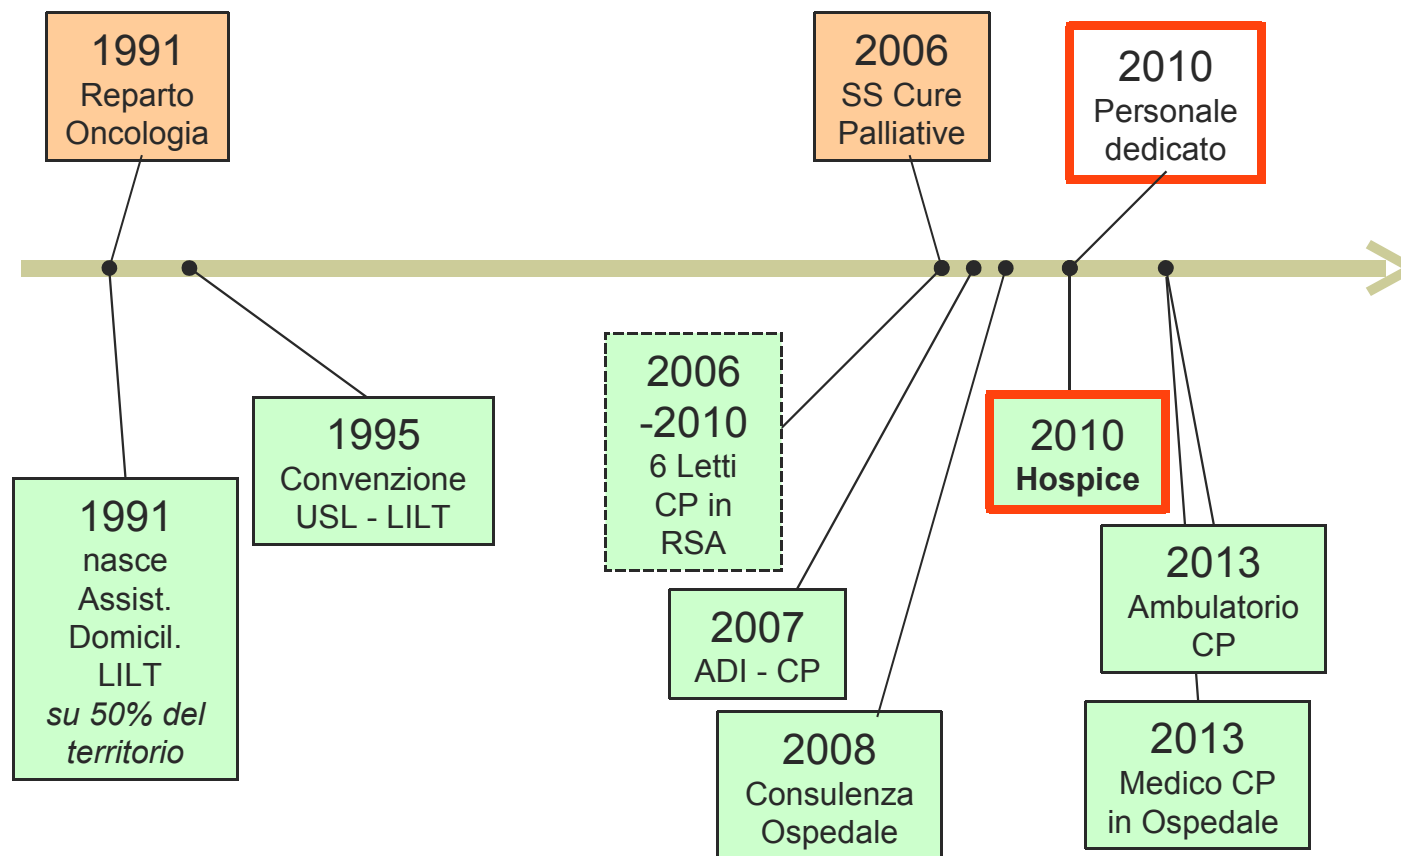 1991
Reparto
Oncologia
2006
SS Cure
Palliative
2010
Personale
dedicato
1991
nasce
Assist.
Domicil.
LILT
su 50% del
territorio
1995
Convenzione
USL - LILT
2006
-2010
6 Letti
CP in
RSA
2007
ADI - CP
2008
Consulenza
Ospedale
2010
Hospice
2013
Ambulatorio
CP
2013
Medico CP
in Ospedale